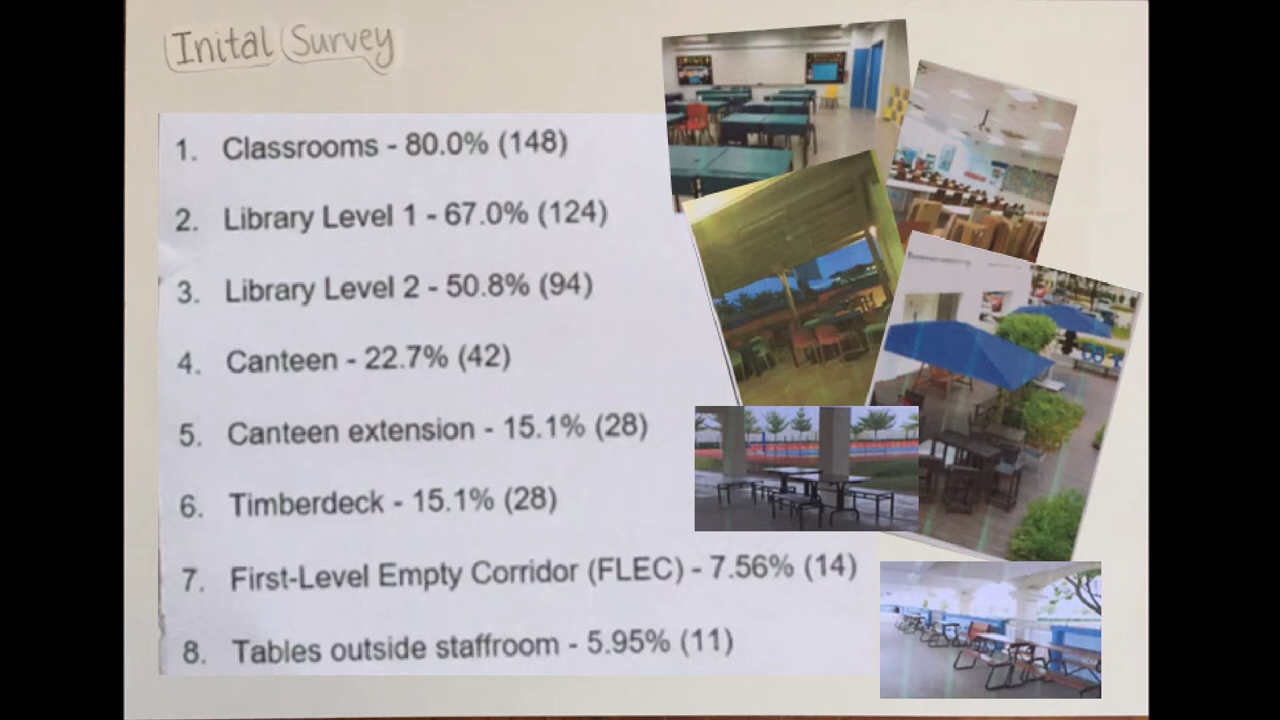 Inital Survey
1. Classrooms - 80.0% (148)
2. Library Level 1 - 67.0% (124)
3. Library Level 2 - 50.8% (94)
4. Canteen - 22.7% (42)
5. Canteen extension - 15.1% (28)
6. Timberdeck - 15.1% (28)
7. First-Level Empty Corridor (FLEC) - 7.56% (14)
8. Tables outside staffroom - 5.95% (11)